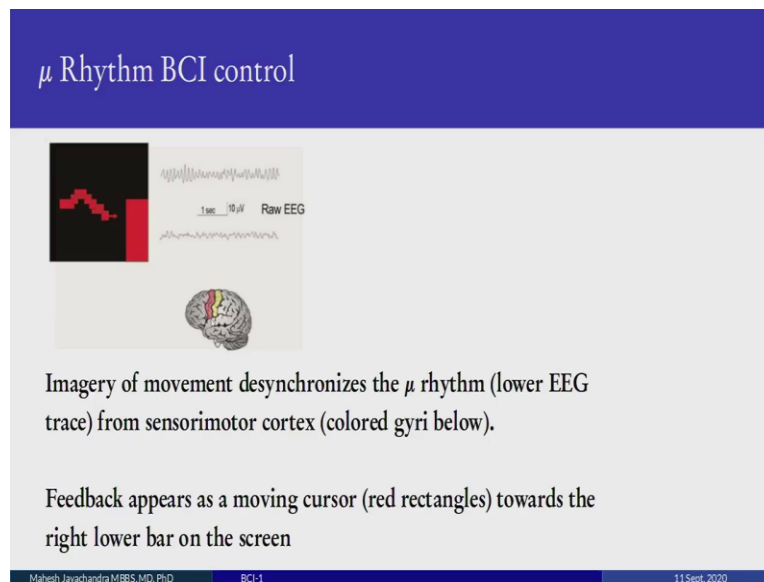 μ Rhythm BCI control
1 sec 10 μV Raw EEG
Imagery of movement desynchronizes the μ rhythm (lower EEG
trace) from sensorimotor cortex (colored gyri below).
Feedback appears as a moving cursor (red rectangles) towards the
right lower bar on the screen
Mahesh Jayachandra MBBS, MD, PhD BCI-1 11 Sept. 2020